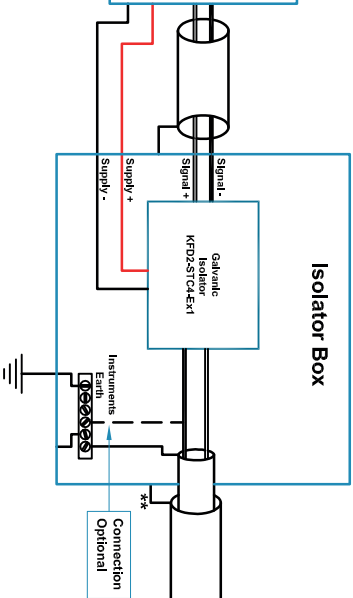 Isolator Box
Signal -
Signal +
Supply +
Supply -
Galvanic
Isolator
KFD2-STC4-Ex1
Instruments
Earth
**
Connection
Optional